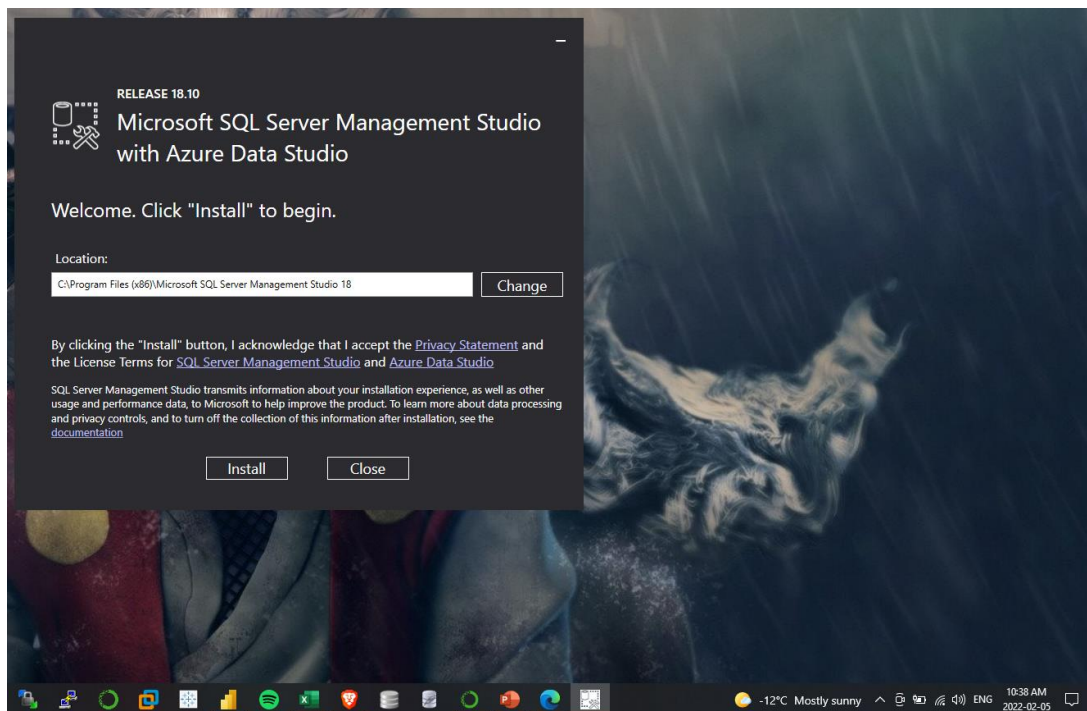 RELEASE 18.10
Microsoft SQL Server Management Studio
with Azure Data Studio
Welcome. Click "Install" to begin.
Location:
C:\Program Files (x86)\Microsoft SQL Server Management Studio 18
Change
By clicking the "Install" button, I acknowledge that I accept the Privacy Statement and
the License Terms for SQL Server Management Studio and Azure Data Studio
SQL Server Management Studio transmits information about your installation experience, as well as other
usage and performance data, to Microsoft to help improve the product. To learn more about data processing
and privacy controls, and to turn off the collection of this information after installation, see the
documentation
Install
Close
-12°C Mostly sunny
ENG
10:38 AM
2022-02-05